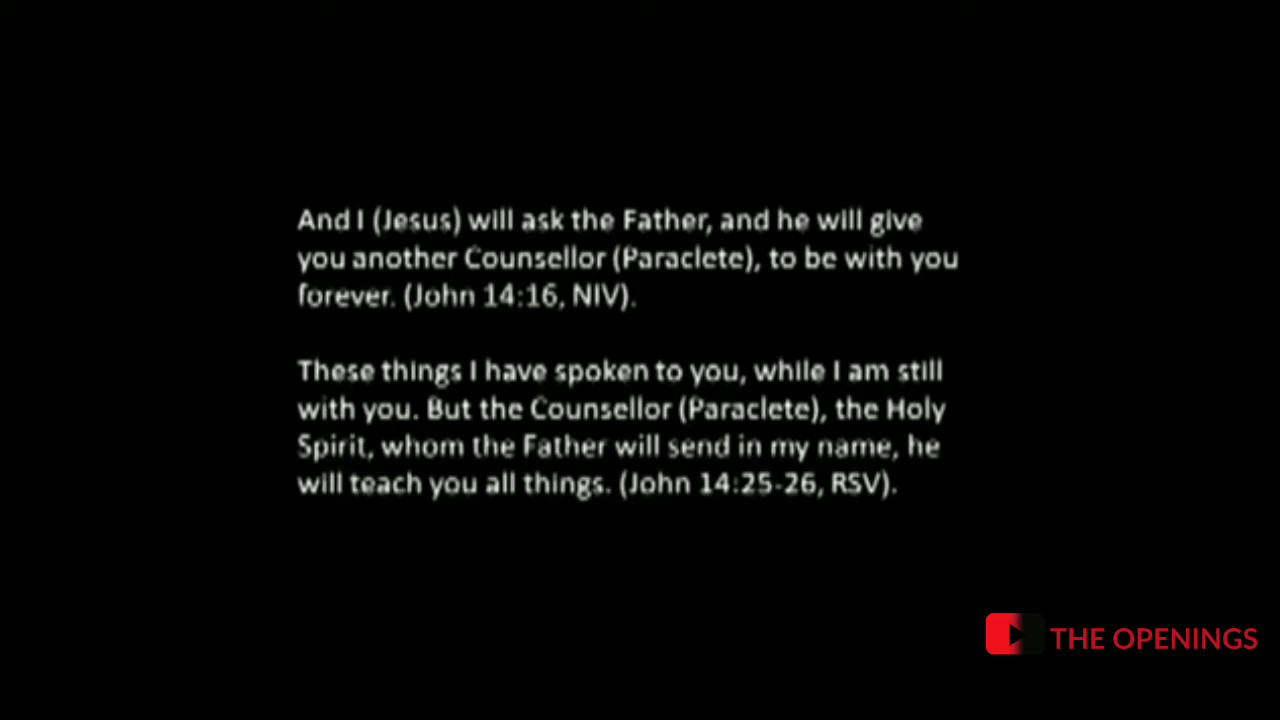 And I (Jesus) will ask the Father, and he will give
you another Counsellor (Paraclete), to be with you
forever. (John 14:16, NIV).
These things I have spoken to you, while I am still
with you. But the Counsellor (Paraclete), the Holy
Spirit, whom the Father will send in my name, he
will teach you all things. (John 14:25-26, RSV).
THE OPENINGS